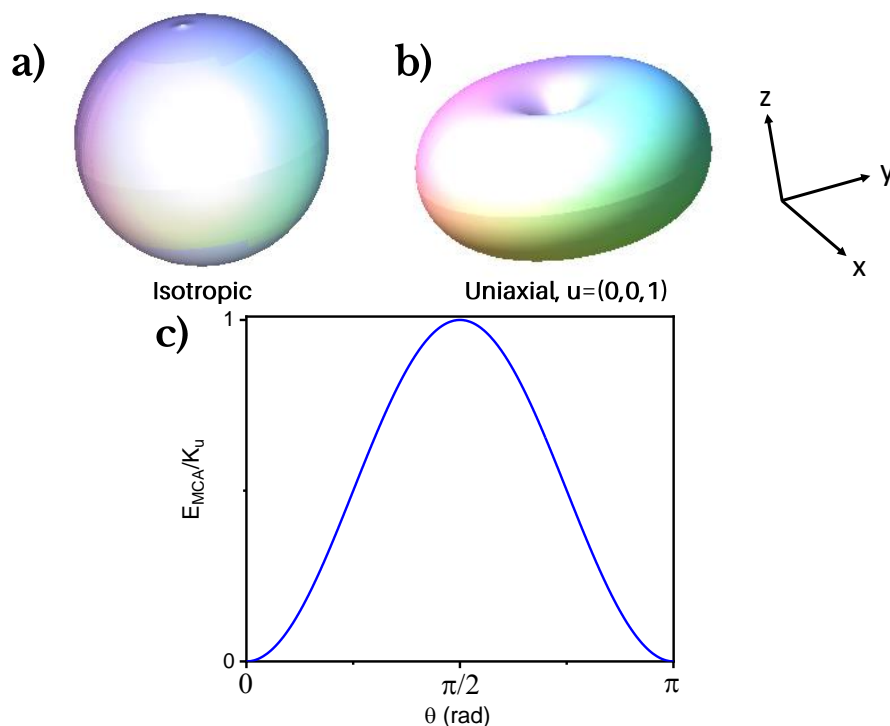 a)
b)
z
y
x
Isotropic
Uniaxial, u=(0,0,1)
c)
1
E_MCA/K_u
0
0
π/2
π
θ (rad)